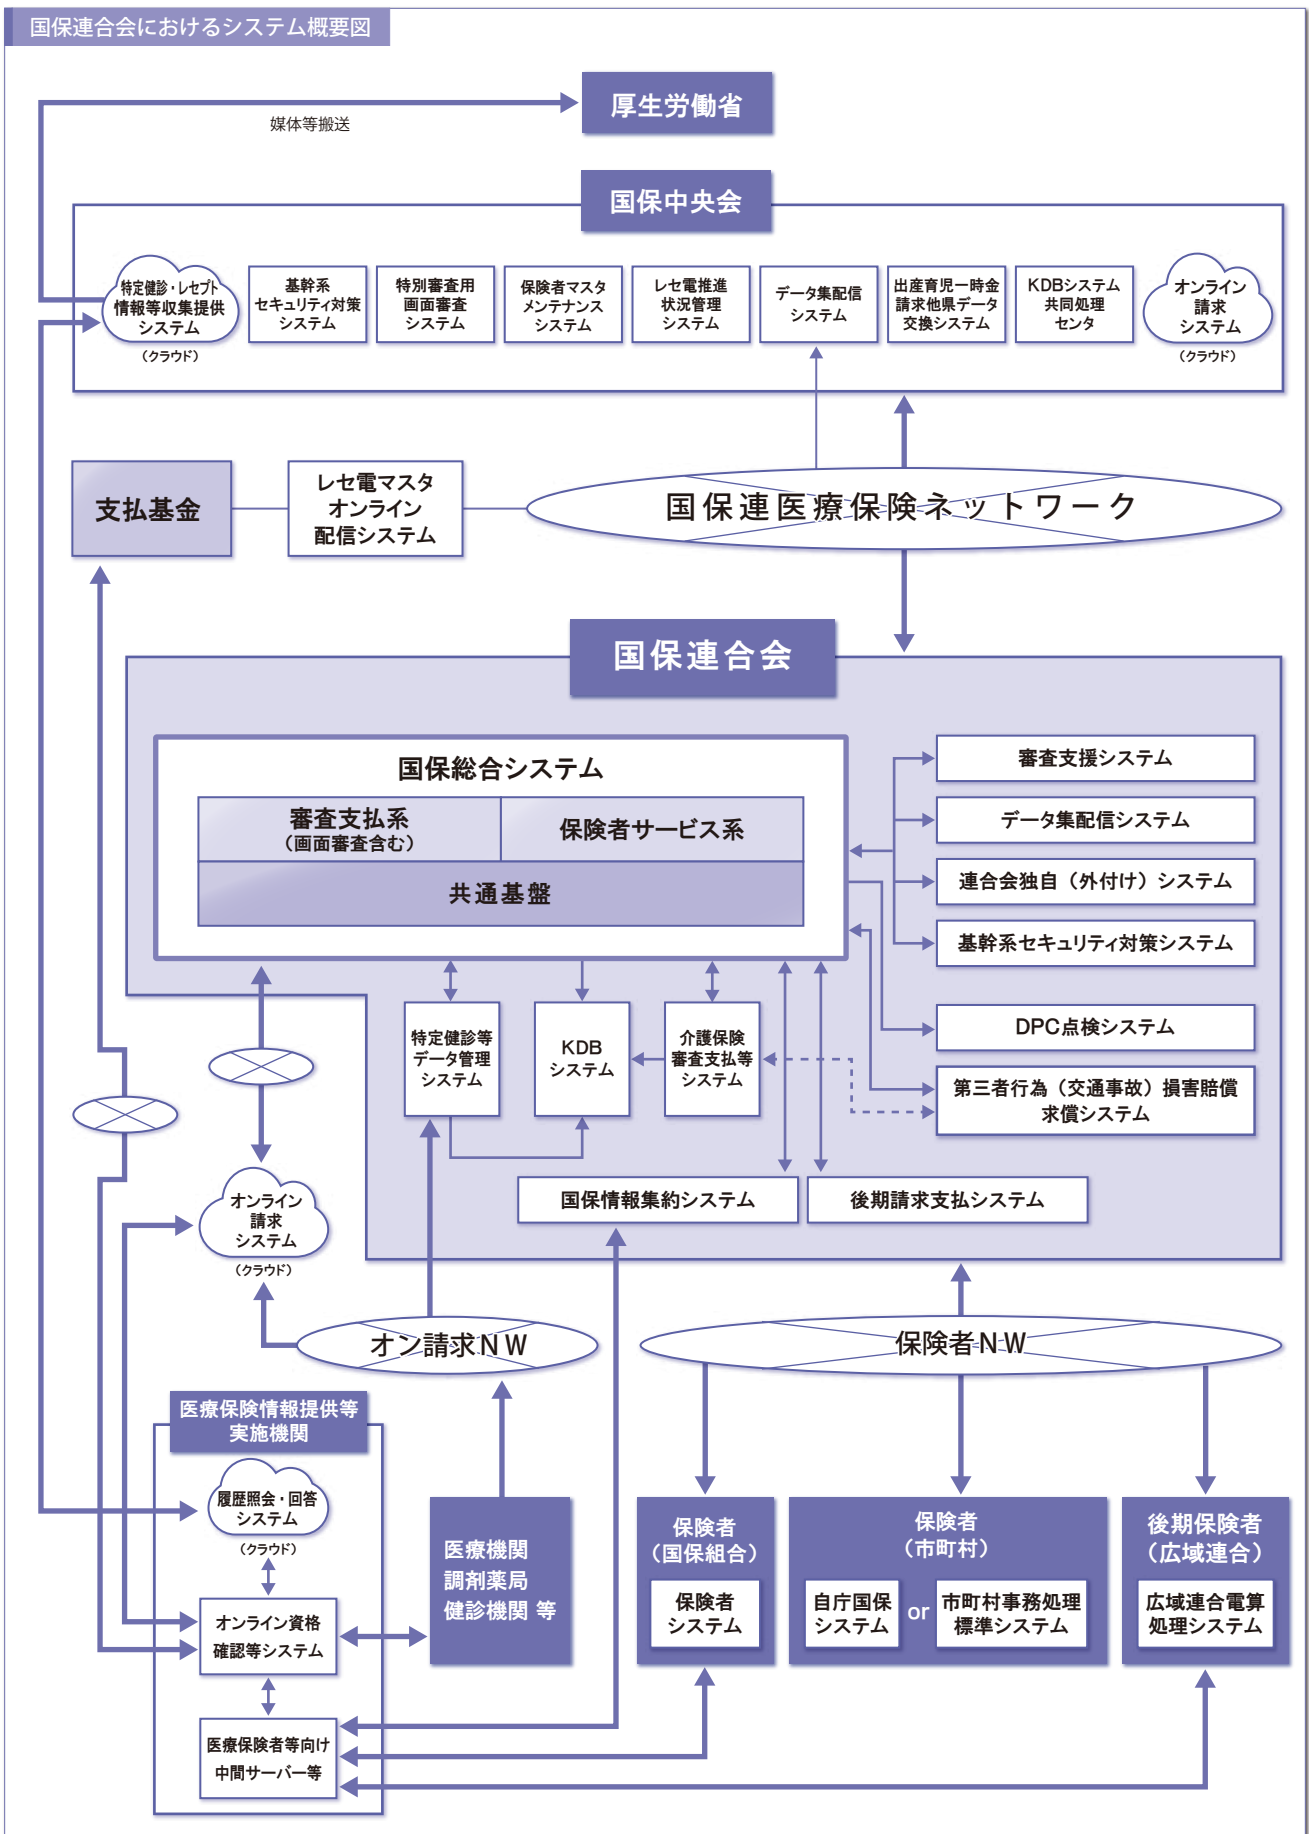 国保連合会におけるシステム概要図
厚生労働省
媒体等搬送
国保中央会
特定健診・レセプト
情報等収集提供
システム
（クラウド）
基幹系
セキュリティ対策
システム
特別審査用
画面審査
システム
保険者マスタ
メンテナンス
システム
レセ電推進
状況管理
システム
データ集配信
システム
出産育児一時金
請求他県データ
交換システム
KDBシステム
共同処理
センタ
オンライン
請求
システム
（クラウド）
支払基金
レセ電マスタ
オンライン
配信システム
国保連医療保険ネットワーク
国保連合会
国保総合システム
審査支払系
（画面審査含む）
保険者サービス系
共通基盤
審査支援システム
データ集配信システム
連合会独自（外付け）システム
基幹系セキュリティ対策システム
DPC点検システム
第三者行為（交通事故）損害賠償
求償システム
特定健診等
データ管理
システム
KDB
システム
介護保険
審査支払等
システム
国保情報集約システム
後期請求支払システム
オンライン
請求
システム
（クラウド）
オン請求NW
保険者NW
医療保険情報提供等
実施機関
履歴照会・回答
システム
（クラウド）
オンライン資格
確認等システム
医療保険者等向け
中間サーバー等
医療機関
調剤薬局
健診機関 等
保険者
（国保組合）
保険者
システム
保険者
（市町村）
自庁国保
システム
or
市町村事務処理
標準システム
後期保険者
（広域連合）
広域連合電算
処理システム